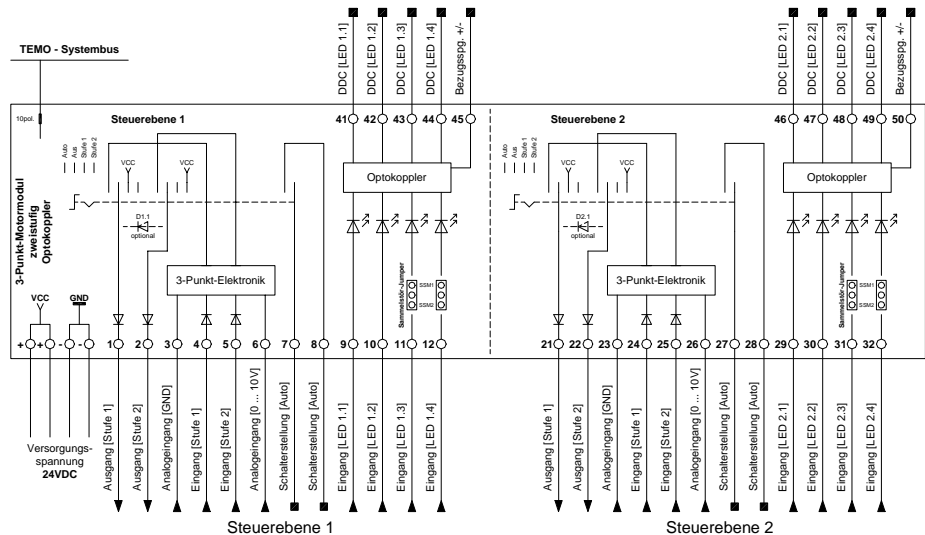 TEMO - Systembus
DDC [LED 1.1]
DDC [LED 1.2]
DDC [LED 1.3]
DDC [LED 1.4]
Bezugsspg. +/-
DDC [LED 2.1]
DDC [LED 2.2]
DDC [LED 2.3]
DDC [LED 2.4]
Bezugsspg. +/-
10pol.
Steuerebene 1
41
42
43
44
45
Steuerebene 2
46
47
48
49
50
Auto
Aus
Stufe 1
Stufe 2
VCC
VCC
Optokoppler
Auto
Aus
Stufe 1
Stufe 2
VCC
VCC
Optokoppler
3-Punkt-Motormodul
zweistufig
Optokoppler
D1.1
optional
D2.1
optional
3-Punkt-Elektronik
Sammelstör-Jumper
SSM1
SSM2
3-Punkt-Elektronik
Sammelstör-Jumper
SSM1
SSM2
VCC
GND
+
+
-
-
1
2
3
4
5
6
7
8
9
10
11
12
21
22
23
24
25
26
27
28
29
30
31
32
Versorgungs-
spannung
24VDC
Ausgang [Stufe 1]
Ausgang [Stufe 2]
Analogeingang [GND]
Eingang [Stufe 1]
Eingang [Stufe 2]
Analogeingang [0 ... 10V]
Schalterstellung [Auto]
Schalterstellung [Auto]
Eingang [LED 1.1]
Eingang [LED 1.2]
Eingang [LED 1.3]
Eingang [LED 1.4]
Ausgang [Stufe 1]
Ausgang [Stufe 2]
Analogeingang [GND]
Eingang [Stufe 1]
Eingang [Stufe 2]
Analogeingang [0 ... 10V]
Schalterstellung [Auto]
Schalterstellung [Auto]
Eingang [LED 2.1]
Eingang [LED 2.2]
Eingang [LED 2.3]
Eingang [LED 2.4]
Steuerebene 1
Steuerebene 2